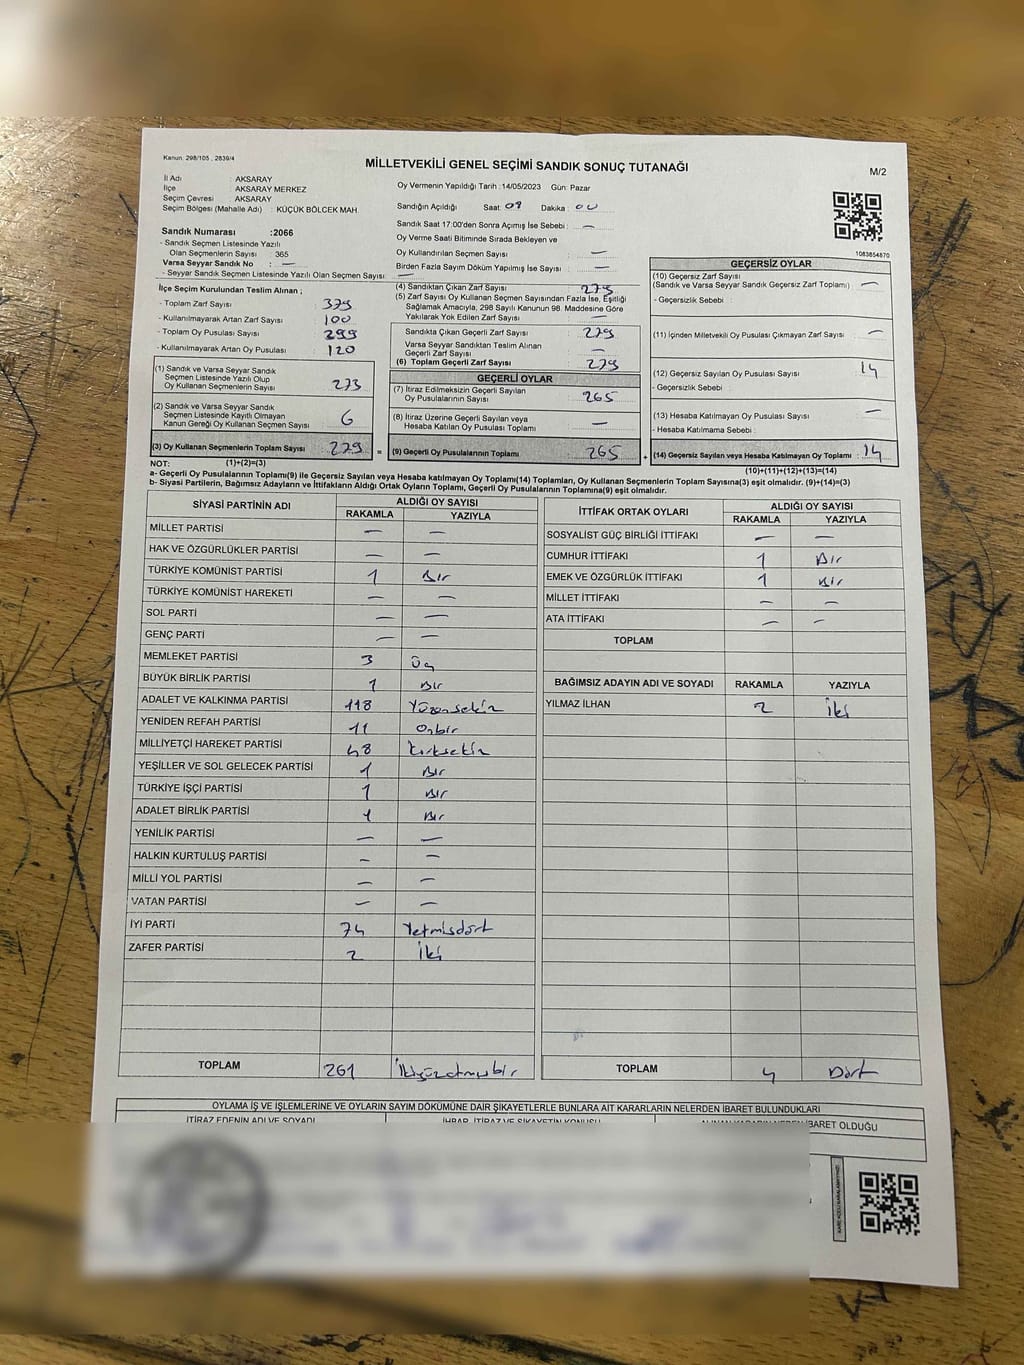 Kanun: 298/105 , 2839/4
MİLLETVEKİLİ GENEL SEÇİMİ SANDIK SONUÇ TUTANAĞI
M/2
İl Adı : AKSARAY
İlçe : AKSARAY MERKEZ
Seçim Çevresi : AKSARAY
Seçim Bölgesi (Mahalle Adı) : KÜÇÜK BÖLCEK MAH.
Sandık Numarası :2066
- Sandık Seçmen Listesinde Yazılı
Olan Seçmenlerin Sayısı : 365
Varsa Seyyar Sandık No : —
- Seyyar Sandık Seçmen Listesinde Yazılı Olan Seçmen Sayısı : —
Oy Vermenin Yapıldığı Tarih :14/05/2023 Gün: Pazar
Sandığın Açıldığı Saat: 09 Dakika : 00
Sandık Saat 17:00'den Sonra Açılmış İse Sebebi : —
Oy Verme Saati Bitiminde Sırada Bekleyen ve
Oy Kullandırılan Seçmenlerin Sayısı : —
Birden Fazla Sayım Döküm Yapılmış İse Sayısı : —
1083854870
İlçe Seçim Kurulundan Teslim Alınan ;
- Toplam Zarf Sayısı : 379
- Kullanılmayarak Artan Zarf Sayısı : 100
- Toplam Oy Pusulası Sayısı : 399
- Kullanılmayarak Artan Oy Pusulası : 120
(1) Sandık ve Varsa Seyyar Sandık
Seçmen Listesinde Yazılı Olup
Oy Kullanan Seçmen Sayısı : 273
(2) Sandık ve Varsa Seyyar Sandık
Seçmen Listesinde Kayıtlı Olmayan
Kanun Gereği Oy Kullanan Seçmen Sayısı : 6
(3) Oy Kullanan Seçmenlerin Toplam Sayısı : 279 =
(4) Sandıktan Çıkan Zarf Sayısı : 279
(5) Zarf Sayısı Oy Kullanan Seçmen Sayısından Fazla İse, Eşitliği
Sağlamak Amacıyla, 298 Sayılı Kanunun 98. Maddesine Göre
Yakılarak Yok Edilen Zarf Sayısı : —
Sandıkta Çıkan Geçerli Zarf Sayısı : 279
Varsa Seyyar Sandıktan Teslim Alınan
Geçerli Zarf Sayısı : —
(6) Toplam Geçerli Zarf Sayısı : 279
GEÇERLİ OYLAR
(7) İtiraz Edilmeksizin Geçerli Sayılan
Oy Pusulalarının Sayısı : 265
(8) İtiraz Üzerine Geçerli Sayılan veya
Hesaba Katılan Oy Pusulası Toplamı : —
(9) Geçerli Oy Pusulalarının Toplamı : 265 +
GEÇERSİZ OYLAR
(10) Geçersiz Zarf Sayısı
(Sandık ve Varsa Seyyar Sandık Geçersiz Zarf Toplamı) : —
- Geçersizlik Sebebi :
(11) İçinden Milletvekili Oy Pusulası Çıkmayan Zarf Sayısı : —
(12) Geçersiz Sayılan Oy Pusulası Sayısı : 14
- Geçersizlik Sebebi :
(13) Hesaba Katılmayan Oy Pusulası Sayısı : —
- Hesaba Katılmama Sebebi :
(14) Geçersiz Sayılan veya Hesaba Katılmayan Oy Toplamı : 14
NOT: (1)+(2)=(3) (10)+(11)+(12)+(13)=(14)
a- Geçerli Oy Pusulalarının Toplamı(9) ile Geçersiz Sayılan veya Hesaba katılmayan Oy Toplamı(14) Toplamları, Oy Kullanan Seçmenlerin Toplam Sayısına(3) eşit olmalıdır. (9)+(14)=(3)
b- Siyasi Partilerin, Bağımsız Adayların ve İttifakların Aldığı Ortak Oyların Toplamı, Geçerli Oy Pusulalarının Toplamına(9) eşit olmalıdır.
SİYASİ PARTİNİN ADI ALDIĞI OY SAYISI
RAKAMLA YAZIYLA
MİLLET PARTİSİ — —
HAK VE ÖZGÜRLÜKLER PARTİSİ — —
TÜRKİYE KOMÜNİST PARTİSİ 1 Bir
TÜRKİYE KOMÜNİST HAREKETİ — —
SOL PARTİ — —
GENÇ PARTİ — —
MEMLEKET PARTİSİ 3 Üç
BÜYÜK BİRLİK PARTİSİ 1 Bir
ADALET VE KALKINMA PARTİSİ 118 Yüzonsekiz
YENİDEN REFAH PARTİSİ 11 Onbir
MİLLİYETÇİ HAREKET PARTİSİ 48 Kırksekiz
YEŞİLLER VE SOL GELECEK PARTİSİ 1 Bir
TÜRKİYE İŞÇİ PARTİSİ 1 Bir
ADALET BİRLİK PARTİSİ 1 Bir
YENİLİK PARTİSİ — —
HALKIN KURTULUŞ PARTİSİ — —
MİLLİ YOL PARTİSİ — —
VATAN PARTİSİ — —
İYİ PARTİ 74 Yetmişdört
ZAFER PARTİSİ 2 İki
TOPLAM 261 İkiyüzatmışbir
İTTİFAK ORTAK OYLARI ALDIĞI OY SAYISI
RAKAMLA YAZIYLA
SOSYALİST GÜÇ BİRLİĞİ İTTİFAKI — —
CUMHUR İTTİFAKI 1 Bir
EMEK VE ÖZGÜRLÜK İTTİFAKI 1 Bir
MİLLET İTTİFAKI — —
ATA İTTİFAKI — —
TOPLAM
BAĞIMSIZ ADAYIN ADI VE SOYADI RAKAMLA YAZIYLA
YILMAZ İLHAN 2 İki
TOPLAM 4 Dört
OYLAMA İŞ VE İŞLEMLERİNE VE OYLARIN SAYIM DÖKÜMÜNE DAİR ŞİKAYETLERLE BUNLARA AİT KARARLARIN NELERDEN İBARET BULUNDUKLARI
İTİRAZ EDENİN ADI VE SOYADI İHBAR, İTİRAZ VE ŞİKAYETİN KONUSU ALINAN KARARIN NEDEN İBARET OLDUĞU